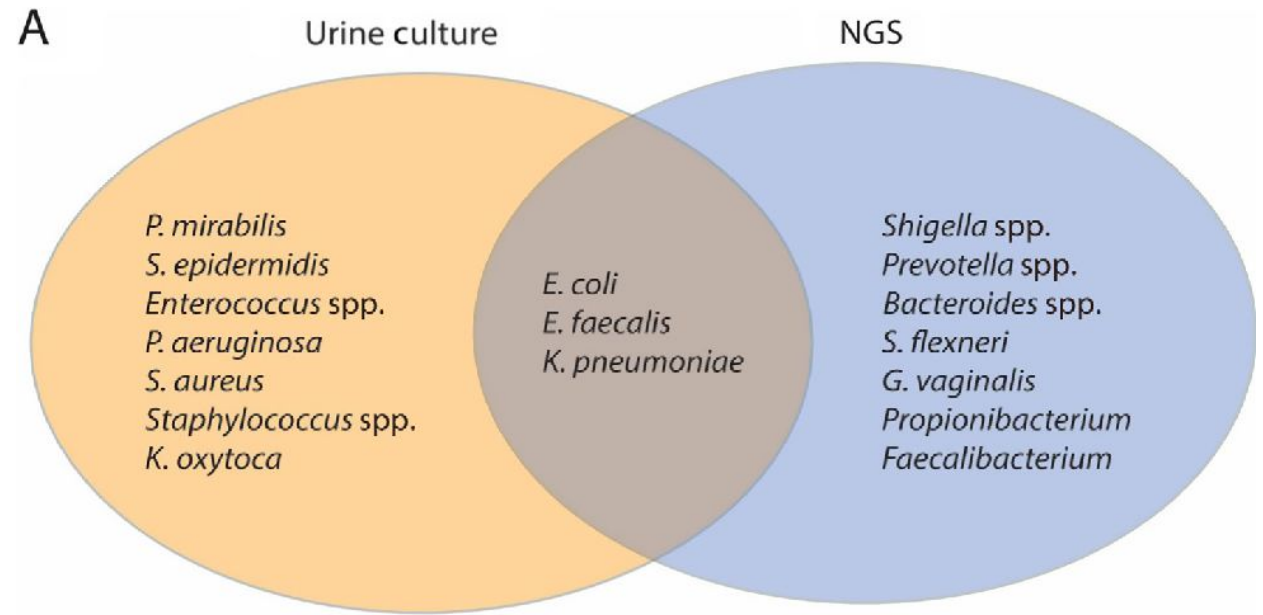 A
Urine culture
NGS
P. mirabilis
S. epidermidis
Enterococcus spp.
P. aeruginosa
S. aureus
Staphylococcus spp.
K. oxytoca
E. coli
E. faecalis
K. pneumoniae
Shigella spp.
Prevotella spp.
Bacteroides spp.
S. flexneri
G. vaginalis
Propionibacterium
Faecalibacterium